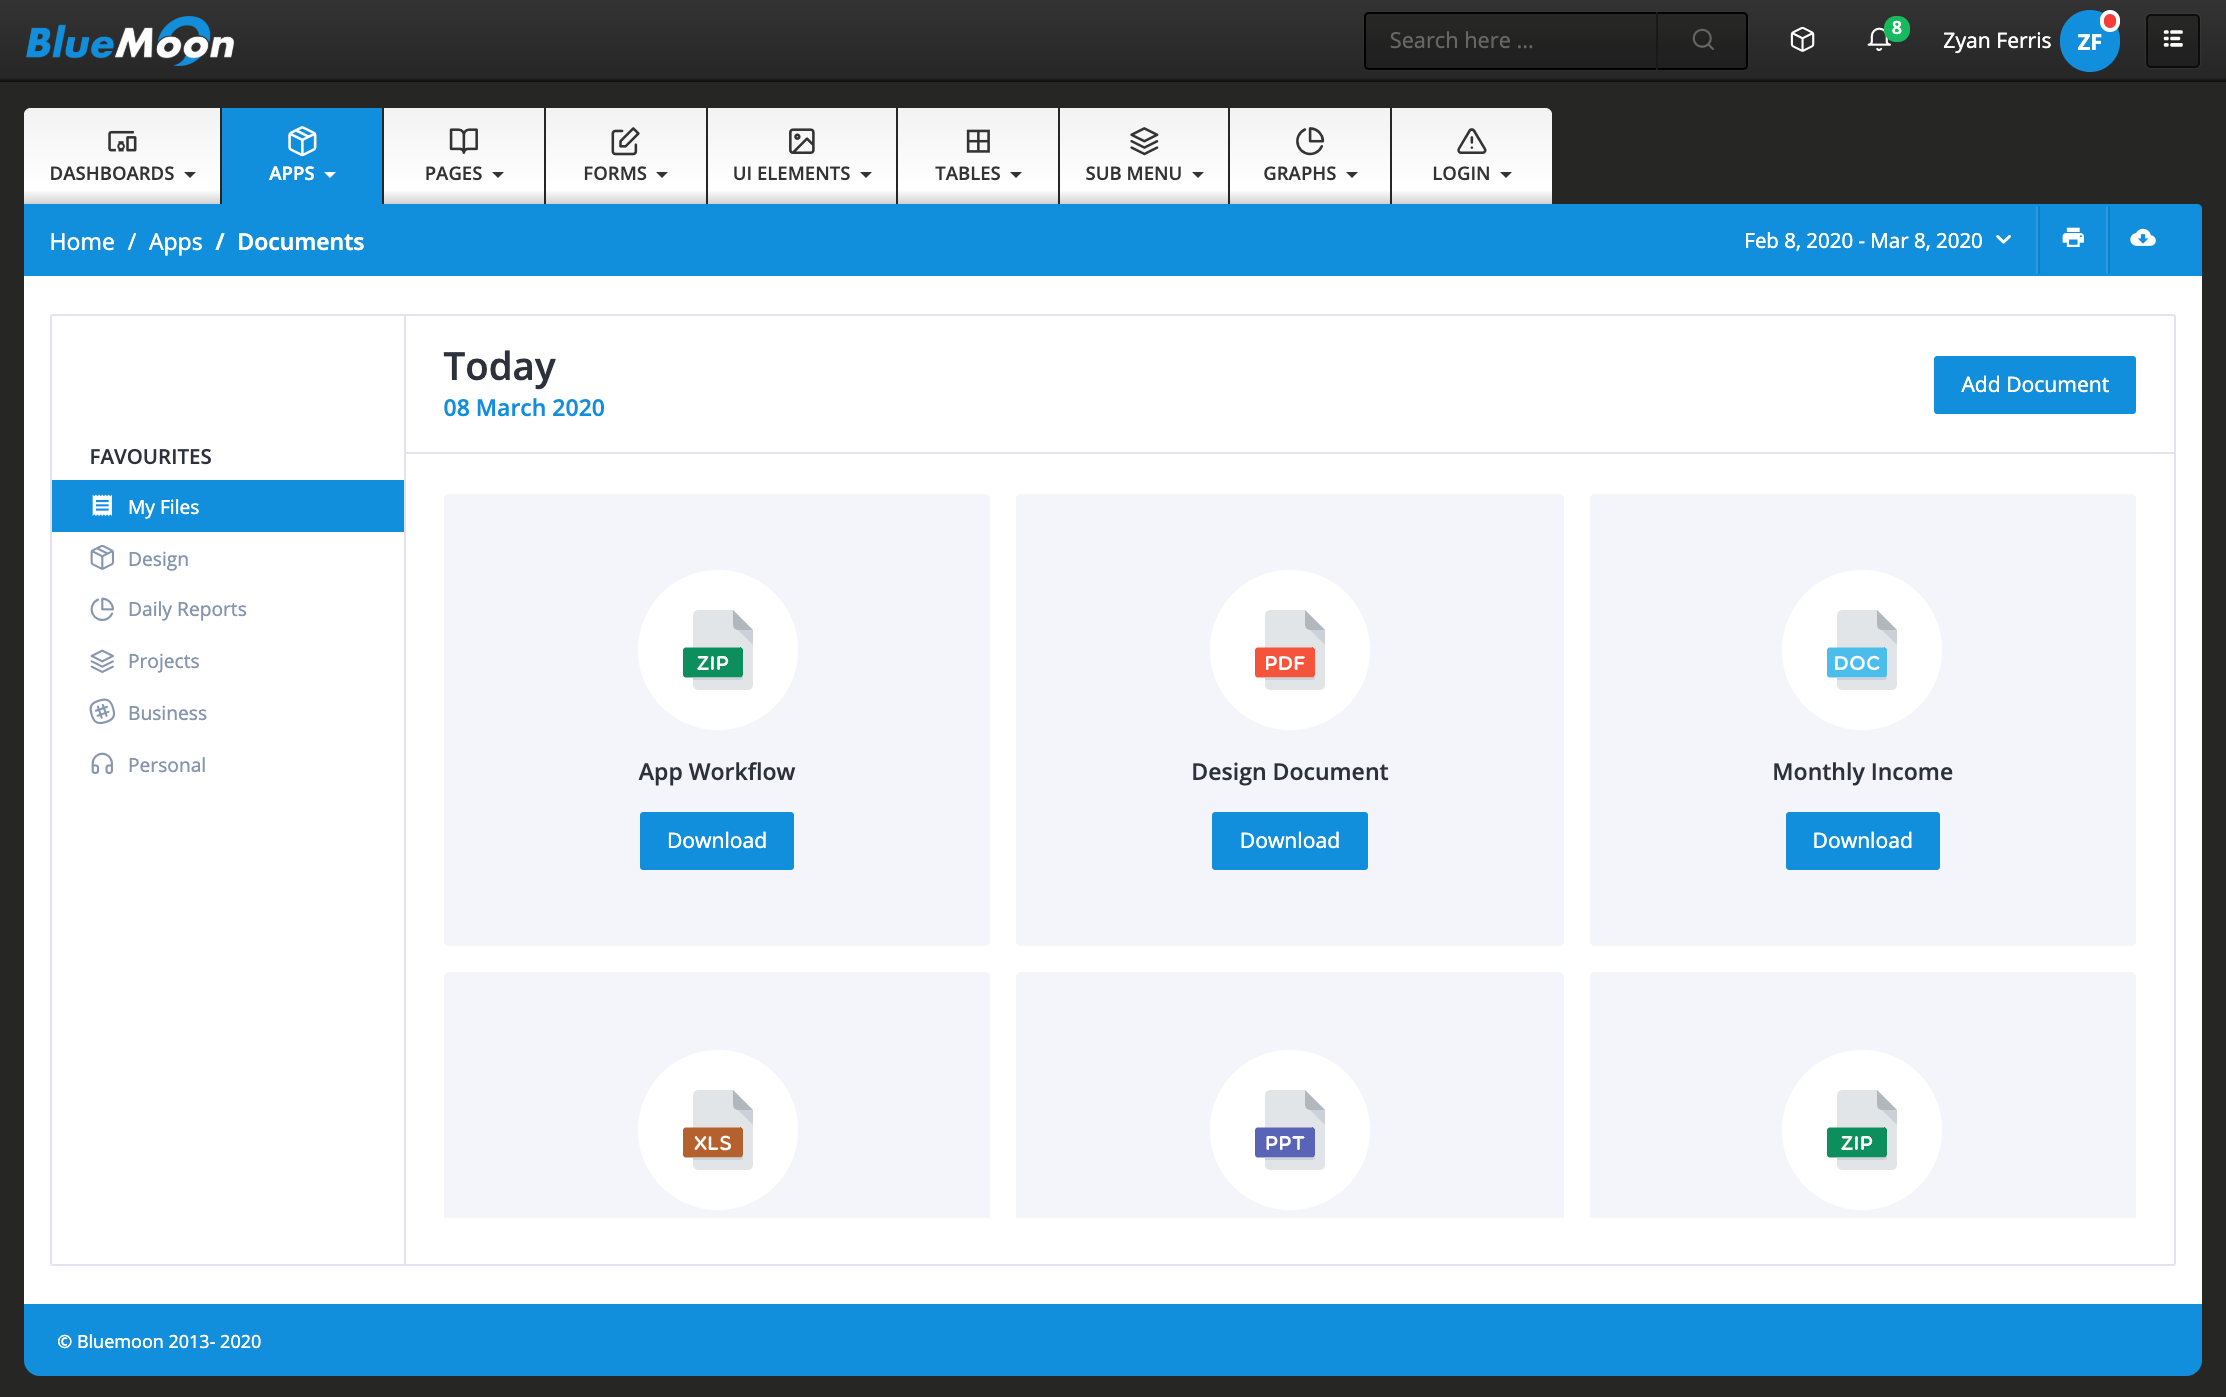 BlueMoon
Search here ...
8
Zyan Ferris
ZF
DASHBOARDS
APPS
PAGES
FORMS
UI ELEMENTS
TABLES
SUB MENU
GRAPHS
LOGIN
Home / Apps / Documents
Feb 8, 2020 - Mar 8, 2020
Today
08 March 2020
Add Document
FAVOURITES
My Files
Design
Daily Reports
Projects
Business
Personal
ZIP
PDF
DOC
App Workflow
Design Document
Monthly Income
Download
Download
Download
XLS
PPT
ZIP
© Bluemoon 2013- 2020